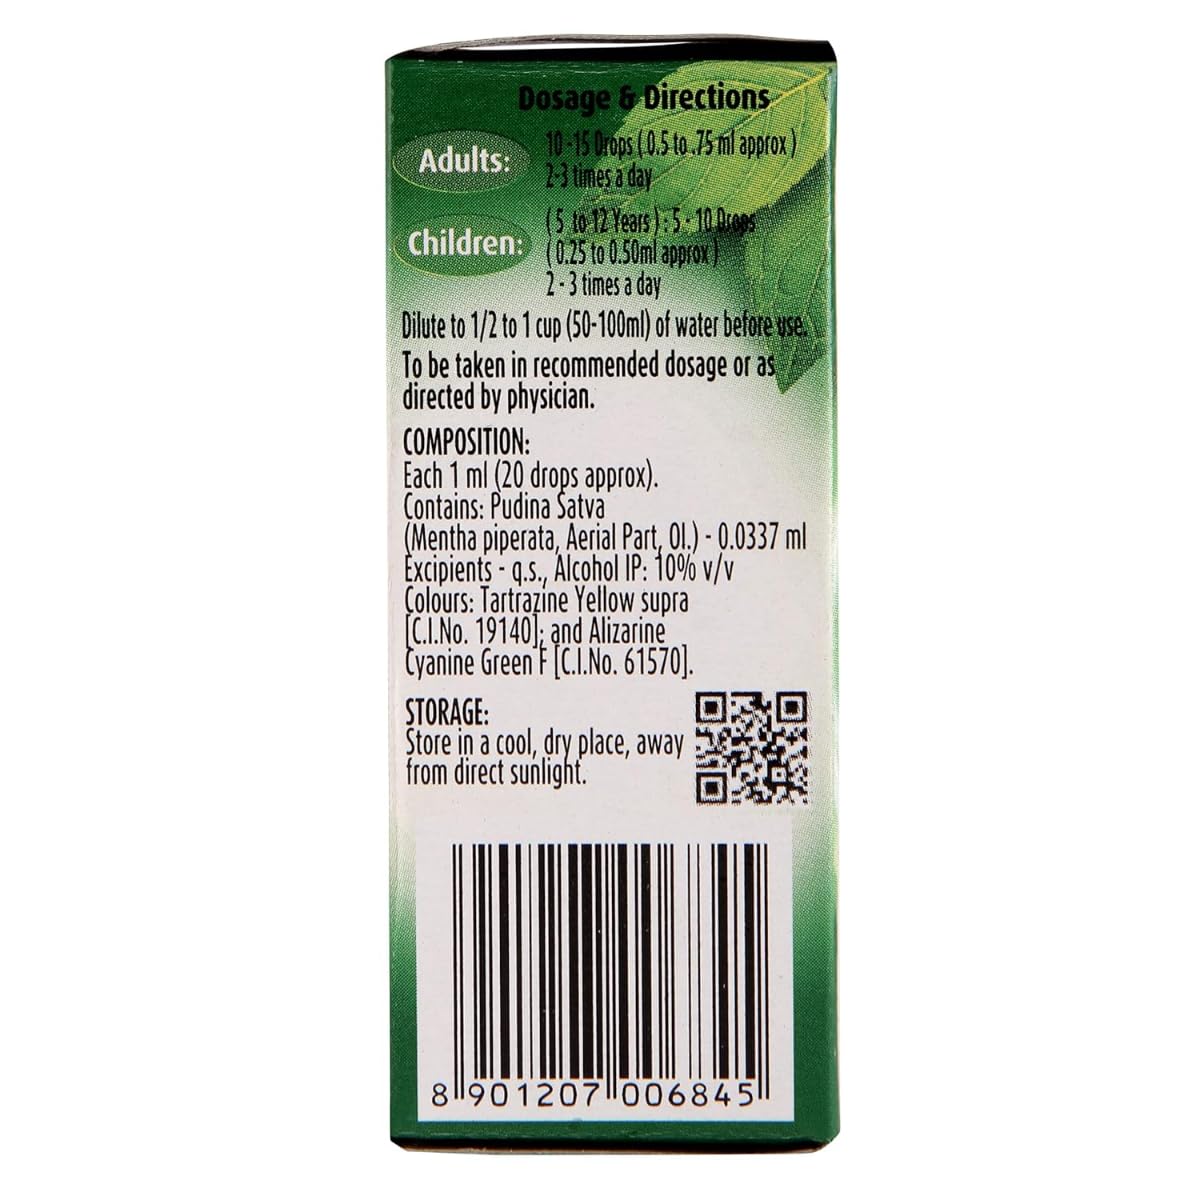 Dosage & Directions
Adults: 10-15 Drops (0.5 to .75 ml approx)
2-3 times a day
Children: (5 to 12 Years) : 5 - 10 Drops
(0.25 to 0.50ml approx)
2 - 3 times a day
Dilute to 1/2 to 1 cup (50-100ml) of water before use.
To be taken in recommended dosage or as
directed by physician.
COMPOSITION:
Each 1 ml (20 drops approx).
Contains: Pudina Satva
(Mentha piperata, Aerial Part, Ol.) - 0.0337 ml
Excipients - q.s., Alcohol IP: 10% v/v
Colours: Tartrazine Yellow supra
[C.I.No. 19140]; and Alizarine
Cyanine Green F [C.I.No. 61570].
STORAGE:
Store in a cool, dry place, away
from direct sunlight.
8 901207 006845